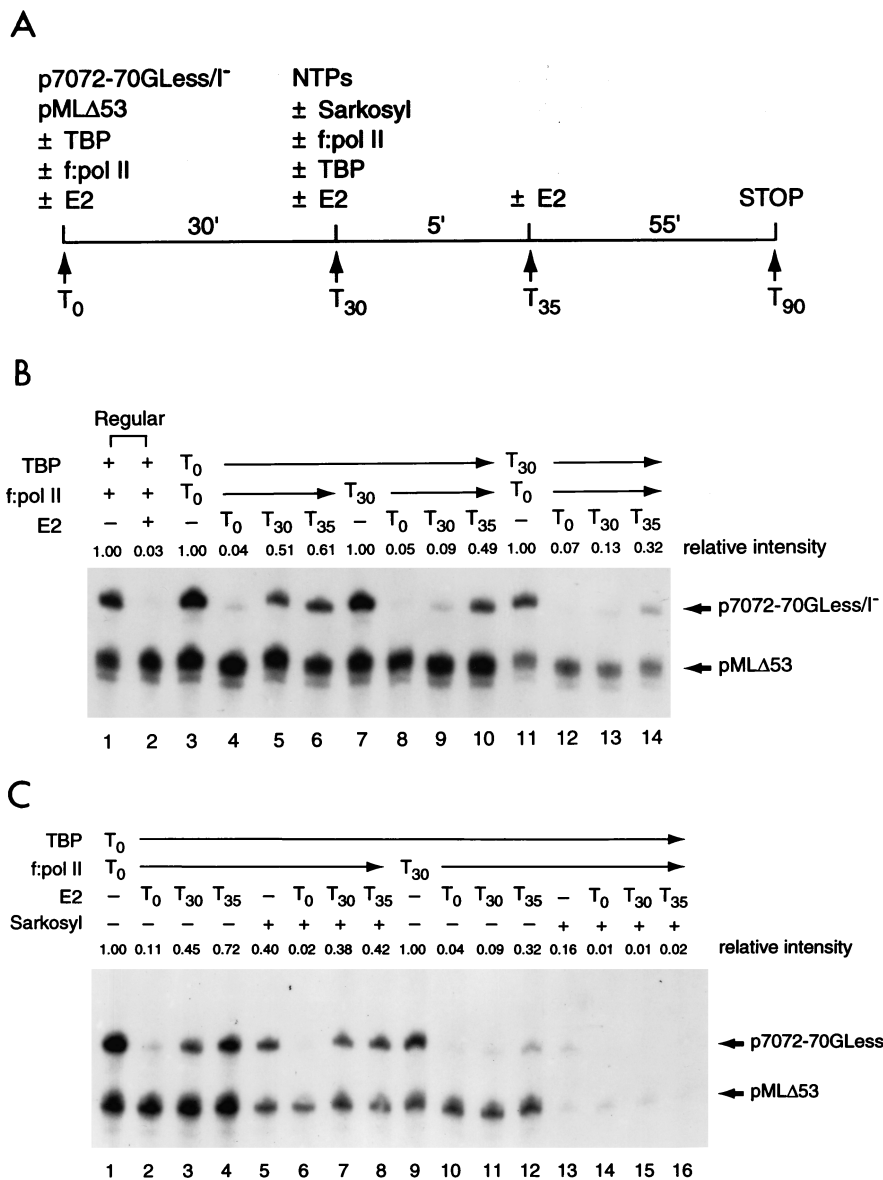 A
p7072-70GLess/I⁻ NTPs
pMLΔ53 ± Sarkosyl
± TBP ± f:pol II
± f:pol II ± TBP
± E2 ± E2 ± E2 STOP
30' 5' 55'
T₀ T₃₀ T₃₅ T₉₀
B
Regular
TBP + + T₀ T₃₀
f:pol II + + T₀ T₃₀ T₀
E2 − + − T₀ T₃₀ T₃₅ − T₀ T₃₀ T₃₅ − T₀ T₃₀ T₃₅
1.00 0.03 1.00 0.04 0.51 0.61 1.00 0.05 0.09 0.49 1.00 0.07 0.13 0.32 relative intensity
p7072-70GLess/I⁻
pMLΔ53
1 2 3 4 5 6 7 8 9 10 11 12 13 14
C
TBP T₀
f:pol II T₀ T₃₀
E2 − T₀ T₃₀ T₃₅ − T₀ T₃₀ T₃₅ − T₀ T₃₀ T₃₅ − T₀ T₃₀ T₃₅
Sarkosyl − − − − + + + + − − − − + + + +
1.00 0.11 0.45 0.72 0.40 0.02 0.38 0.42 1.00 0.04 0.09 0.32 0.16 0.01 0.01 0.02 relative intensity
p7072-70GLess
pMLΔ53
1 2 3 4 5 6 7 8 9 10 11 12 13 14 15 16